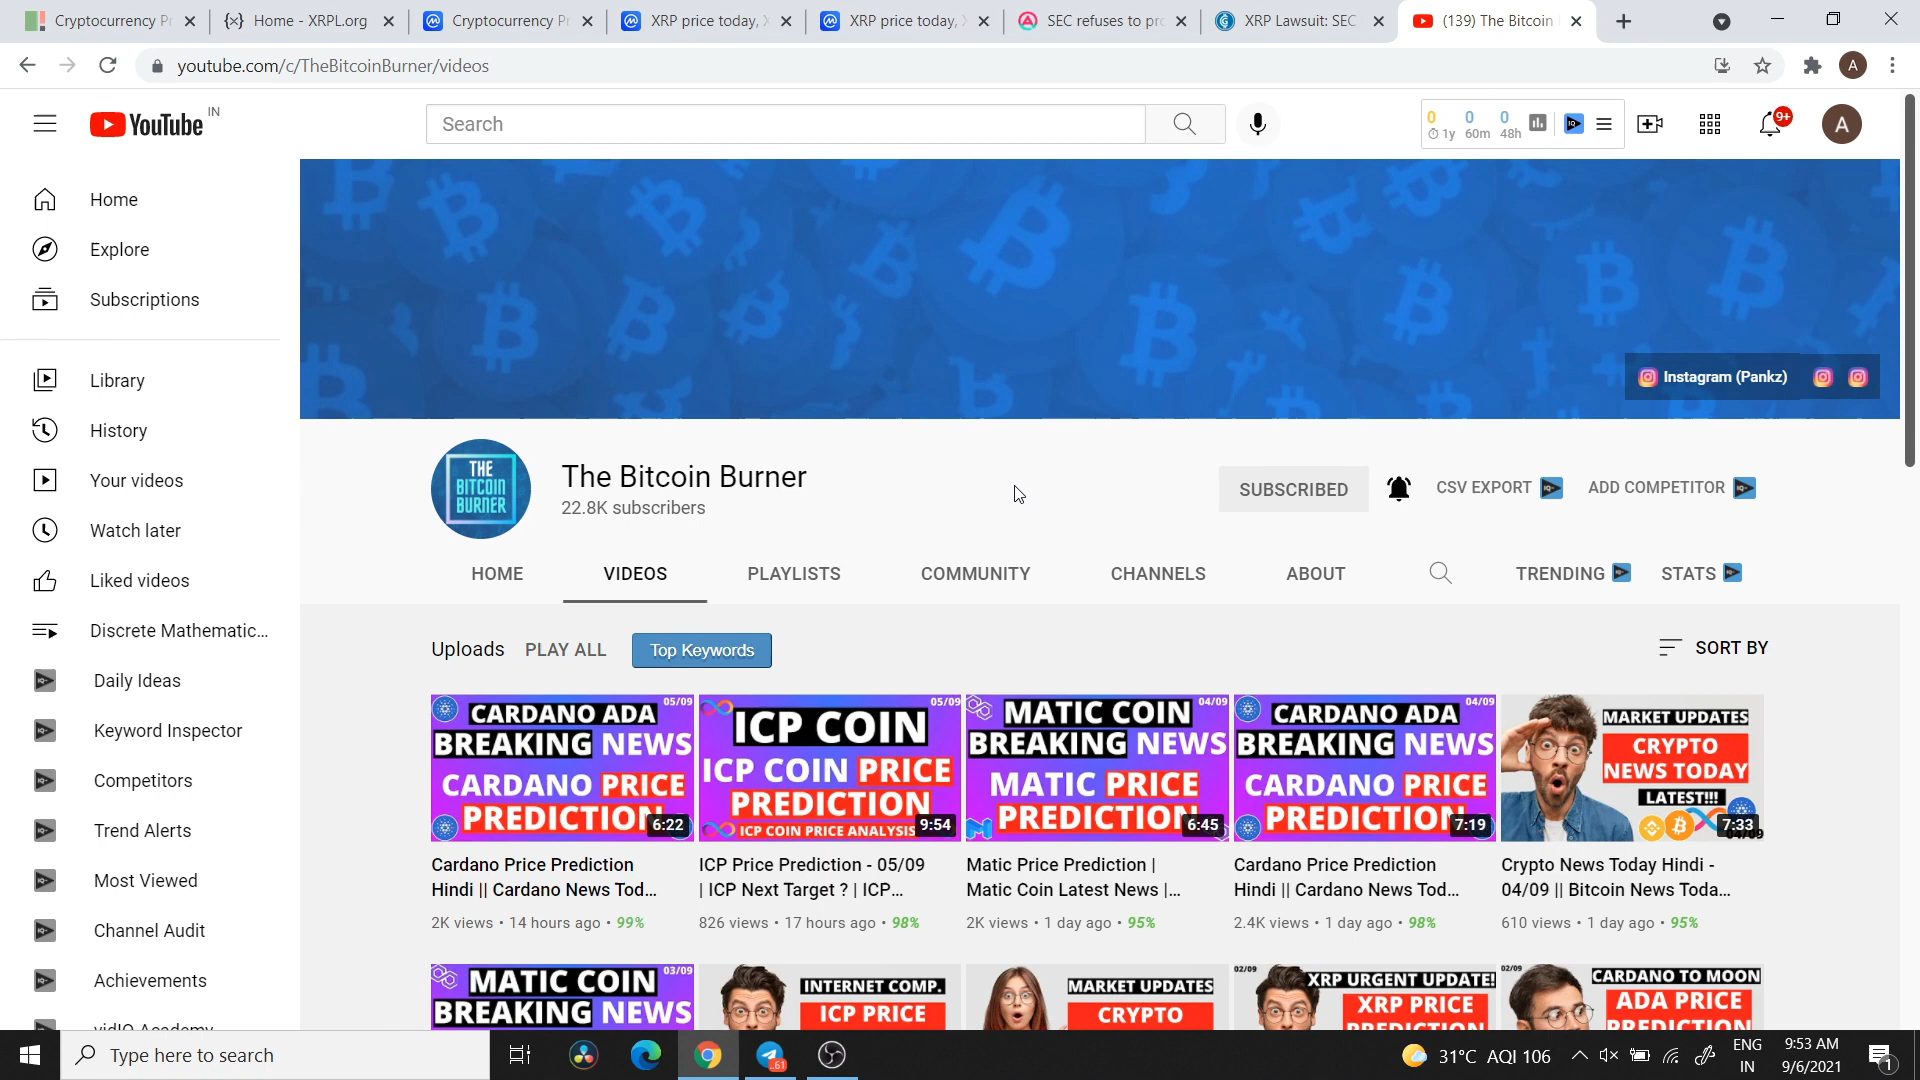 Cryptocurrency Pr
Home - XRPL.org
Cryptocurrency Pr
XRP price today, X
XRP price today, X
SEC refuses to pro
XRP Lawsuit: SEC
(139) The Bitcoin
youtube.com/c/TheBitcoinBurner/videos
A
YouTube IN
Search
0 0 0
1y 60m 48h
9+
A
Home
Explore
Subscriptions
Library
History
Your videos
Watch later
Liked videos
Discrete Mathematic...
Daily Ideas
Keyword Inspector
Competitors
Trend Alerts
Most Viewed
Channel Audit
Achievements
vidIQ Academy
Instagram (Pankz)
THE
BITCOIN
BURNER
The Bitcoin Burner
22.8K subscribers
SUBSCRIBED
CSV EXPORT
ADD COMPETITOR
HOME
VIDEOS
PLAYLISTS
COMMUNITY
CHANNELS
ABOUT
TRENDING
STATS
Uploads
PLAY ALL
Top Keywords
SORT BY
05/09
CARDANO ADA
BREAKING NEWS
CARDANO PRICE
PREDICTION
6:22
Cardano Price Prediction
Hindi || Cardano News Tod...
2K views • 14 hours ago • 99%
05/09
ICP COIN
ICP COIN PRICE
PREDICTION
ICP COIN PRICE ANALYSIS
9:54
ICP Price Prediction - 05/09
| ICP Next Target ? | ICP...
826 views • 17 hours ago • 98%
04/09
MATIC COIN
BREAKING NEWS
MATIC PRICE
PREDICTION
6:45
Matic Price Prediction |
Matic Coin Latest News |...
2K views • 1 day ago • 95%
04/09
CARDANO ADA
BREAKING NEWS
CARDANO PRICE
PREDICTION
7:19
Cardano Price Prediction
Hindi || Cardano News Tod...
2.4K views • 1 day ago • 98%
MARKET UPDATES
CRYPTO
NEWS TODAY
LATEST!!!
7:33
04/09
Crypto News Today Hindi -
04/09 || Bitcoin News Toda...
610 views • 1 day ago • 95%
03/09
MATIC COIN
BREAKING NEWS
INTERNET COMP.
ICP PRICE
MARKET UPDATES
CRYPTO
02/09
XRP URGENT UPDATE!
XRP PRICE
PREDICTION
02/09
CARDANO TO MOON
ADA PRICE
PREDICTION
Type here to search
61
31°C AQI 106
ENG
IN
9:53 AM
9/6/2021
1